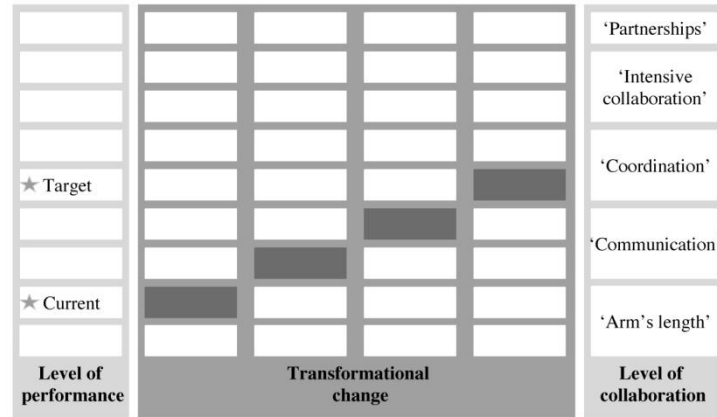 'Partnerships'
'Intensive
collaboration'
'Coordination'
Target
'Communication
Current
'Arm's length'
Level of
performance
Transformational
change
Level of
collaboration